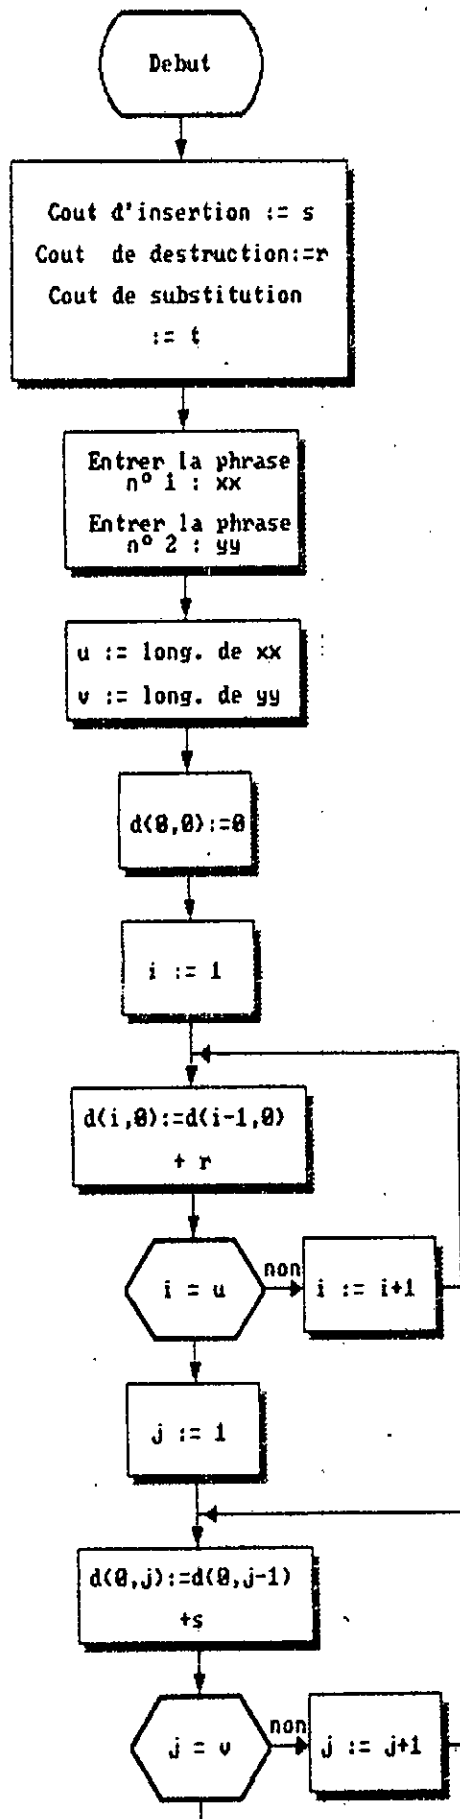 Debut
Cout d'insertion := s
Cout de destruction:=r
Cout de substitution
:= t
Entrer la phrase
nº 1 : xx
Entrer la phrase
nº 2 : yy
u := long. de xx
v := long. de yy
d(0,0):=0
i := 1
d(i,0):=d(i-1,0)
+ r
i = u
non
i := i+1
j := 1
d(0,j):=d(0,j-1)
+s
j = v
non
j := j+1